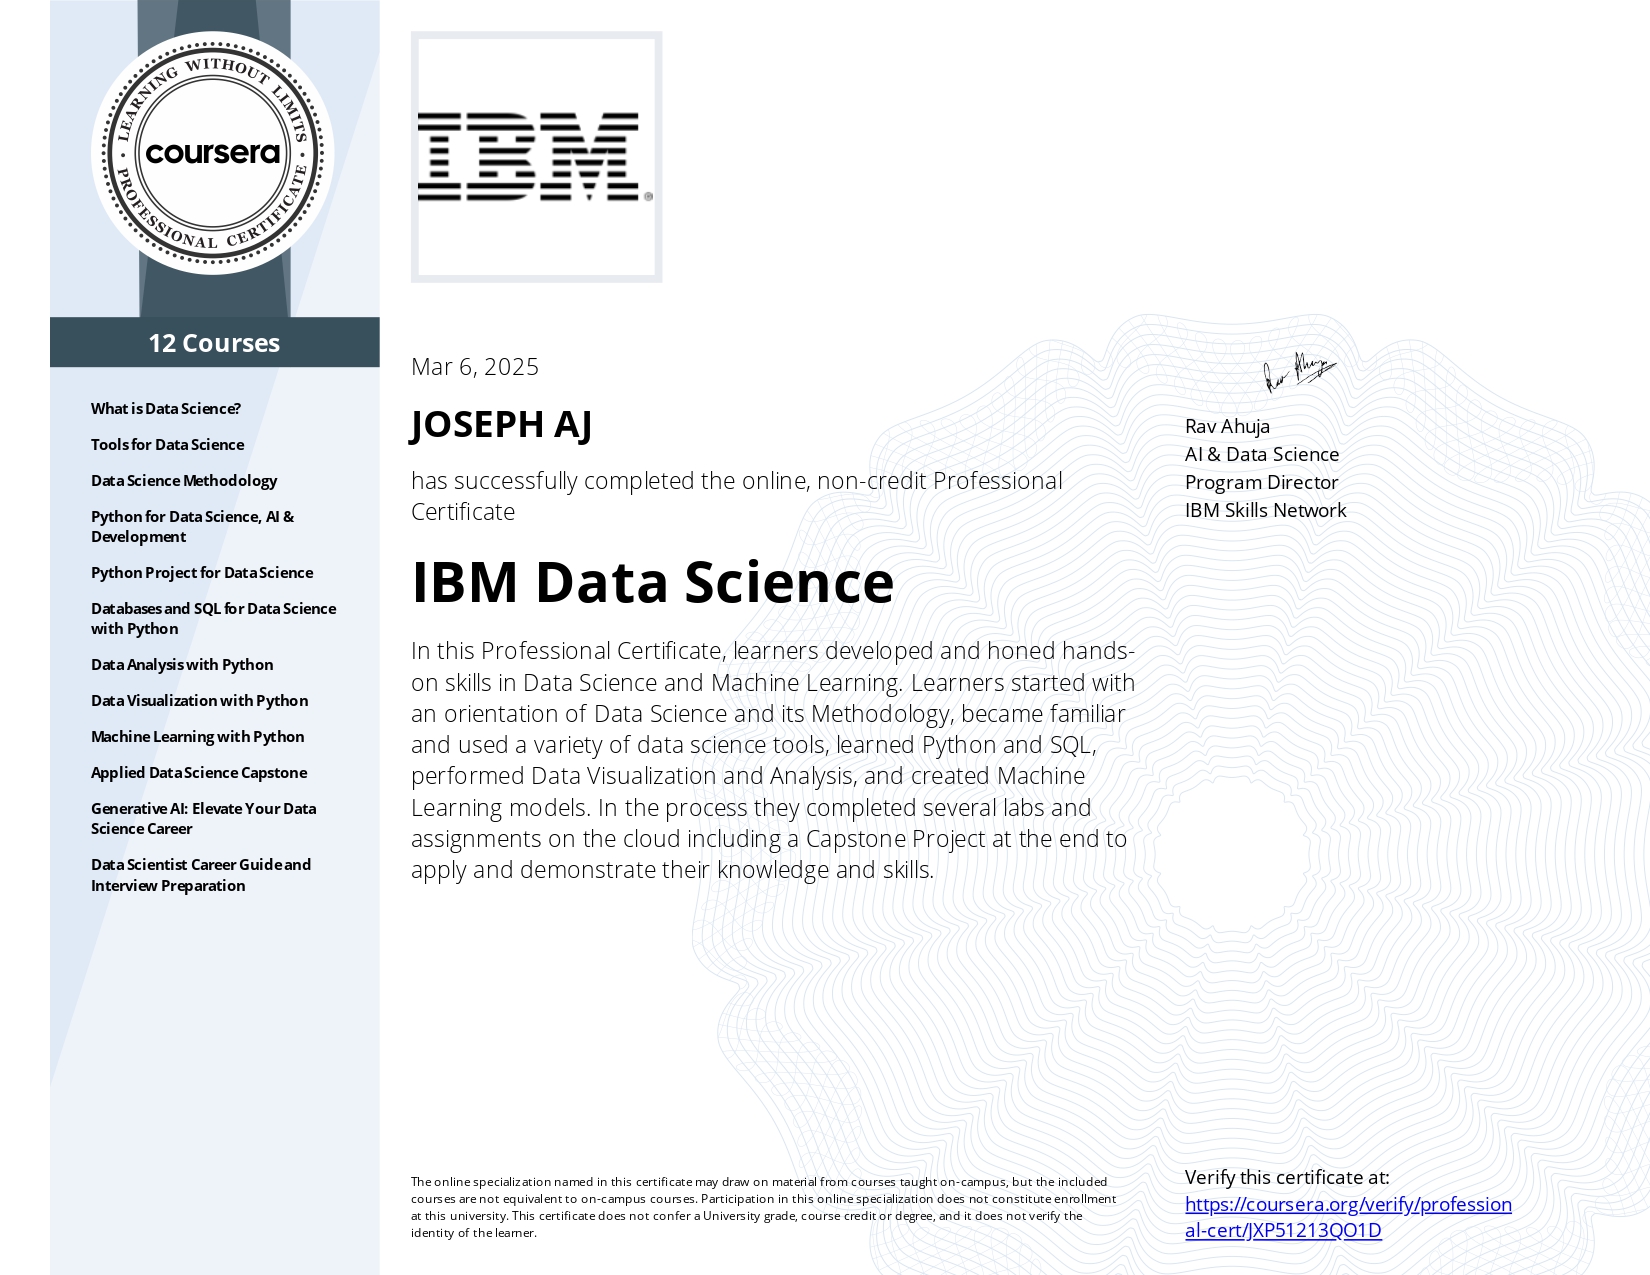 LEARNING WITHOUT LIMITS
coursera
PROFESSIONAL CERTIFICATE
12 Courses
What is Data Science?
Tools for Data Science
Data Science Methodology
Python for Data Science, AI &
Development
Python Project for Data Science
Databases and SQL for Data Science
with Python
Data Analysis with Python
Data Visualization with Python
Machine Learning with Python
Applied Data Science Capstone
Generative AI: Elevate Your Data
Science Career
Data Scientist Career Guide and
Interview Preparation
IBM®
Mar 6, 2025
JOSEPH AJ
has successfully completed the online, non-credit Professional
Certificate
IBM Data Science
In this Professional Certificate, learners developed and honed hands-
on skills in Data Science and Machine Learning. Learners started with
an orientation of Data Science and its Methodology, became familiar
and used a variety of data science tools, learned Python and SQL,
performed Data Visualization and Analysis, and created Machine
Learning models. In the process they completed several labs and
assignments on the cloud including a Capstone Project at the end to
apply and demonstrate their knowledge and skills.
Rav Ahuja
Rav Ahuja
AI & Data Science
Program Director
IBM Skills Network
The online specialization named in this certificate may draw on material from courses taught on-campus, but the included
courses are not equivalent to on-campus courses. Participation in this online specialization does not constitute enrollment
at this university. This certificate does not confer a University grade, course credit or degree, and it does not verify the
identity of the learner.
Verify this certificate at:
https://coursera.org/verify/profession
al-cert/JXP51213QO1D